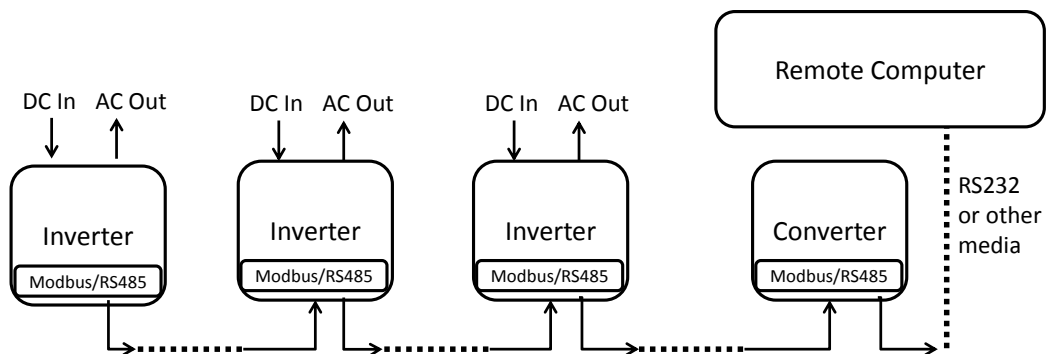 Remote Computer
DC In AC Out
DC In AC Out
DC In AC Out
Inverter
Modbus/RS485
Inverter
Modbus/RS485
Inverter
Modbus/RS485
Converter
Modbus/RS485
RS232
or other
media